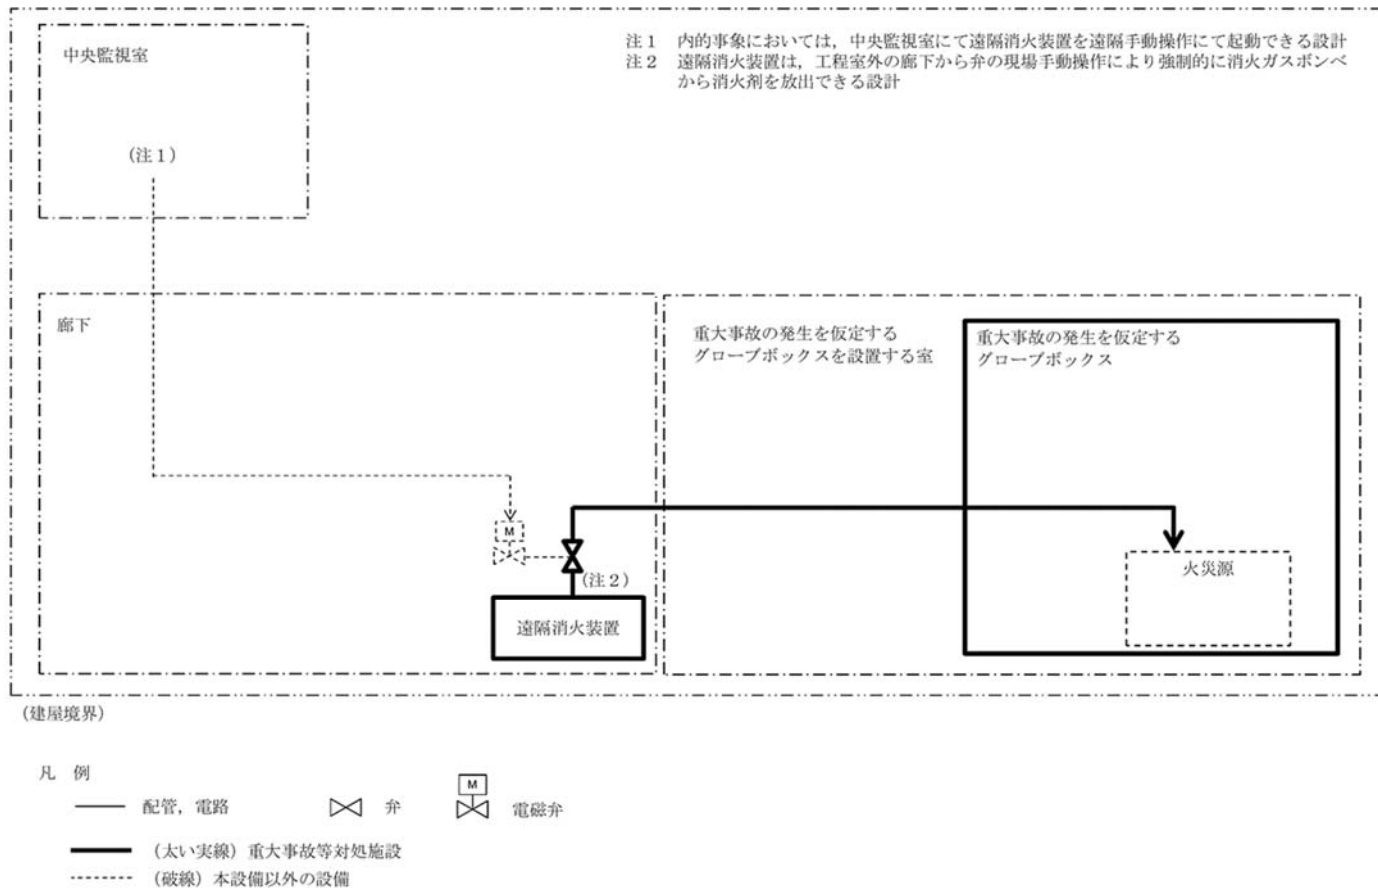 注１　内的事象においては，中央監視室にて遠隔消火装置を遠隔手動操作にて起動できる設計
注２　遠隔消火装置は，工程室外の廊下から弁の現場手動操作により強制的に消火ガスボンベ
から消火剤を放出できる設計
中央監視室
（注１）
廊下
重大事故の発生を仮定する
グローブボックスを設置する室
重大事故の発生を仮定する
グローブボックス
M
（注２）
遠隔消火装置
火災源
（建屋境界）
凡　例
配管，電路
弁
M
電磁弁
（太い実線）重大事故等対処施設
（破線）本設備以外の設備